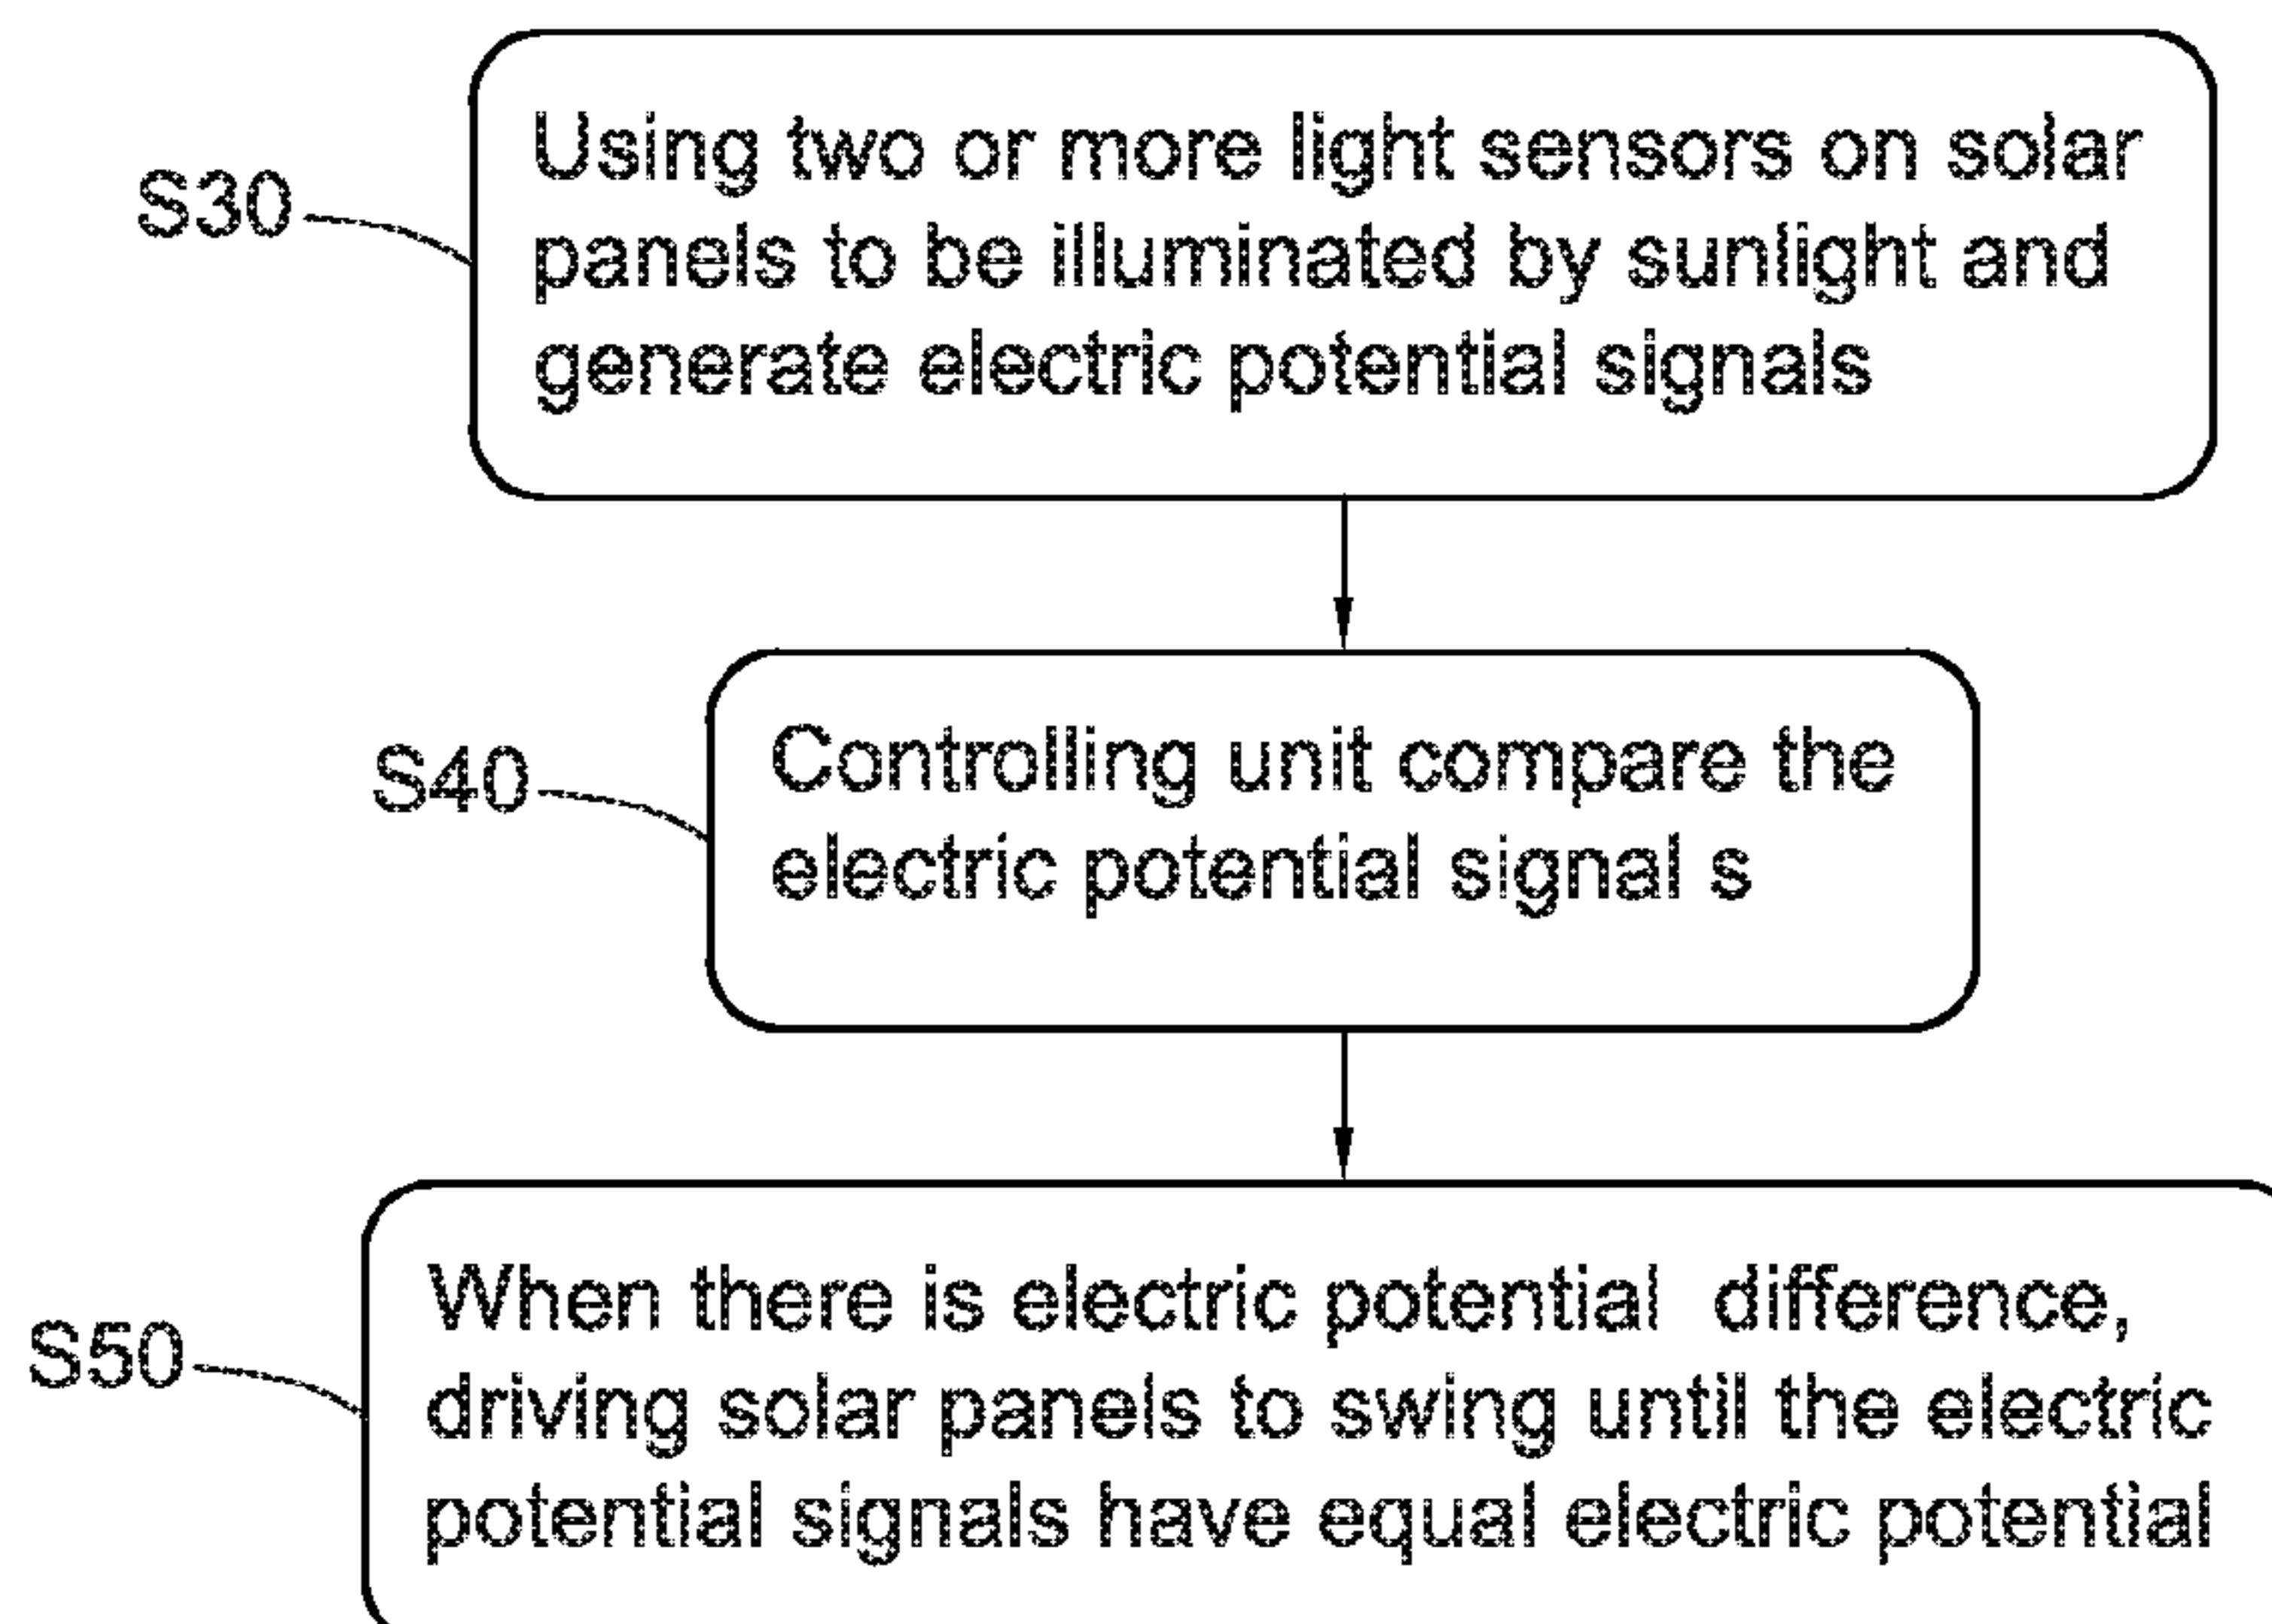 S30
Using two or more light sensors on solar
panels to be illuminated by sunlight and
generate electric potential signals
S40
Controlling unit compare the
electric potential signal s
S50
When there is electric potential  difference,
driving solar panels to swing until the electric
potential signals have equal electric potential